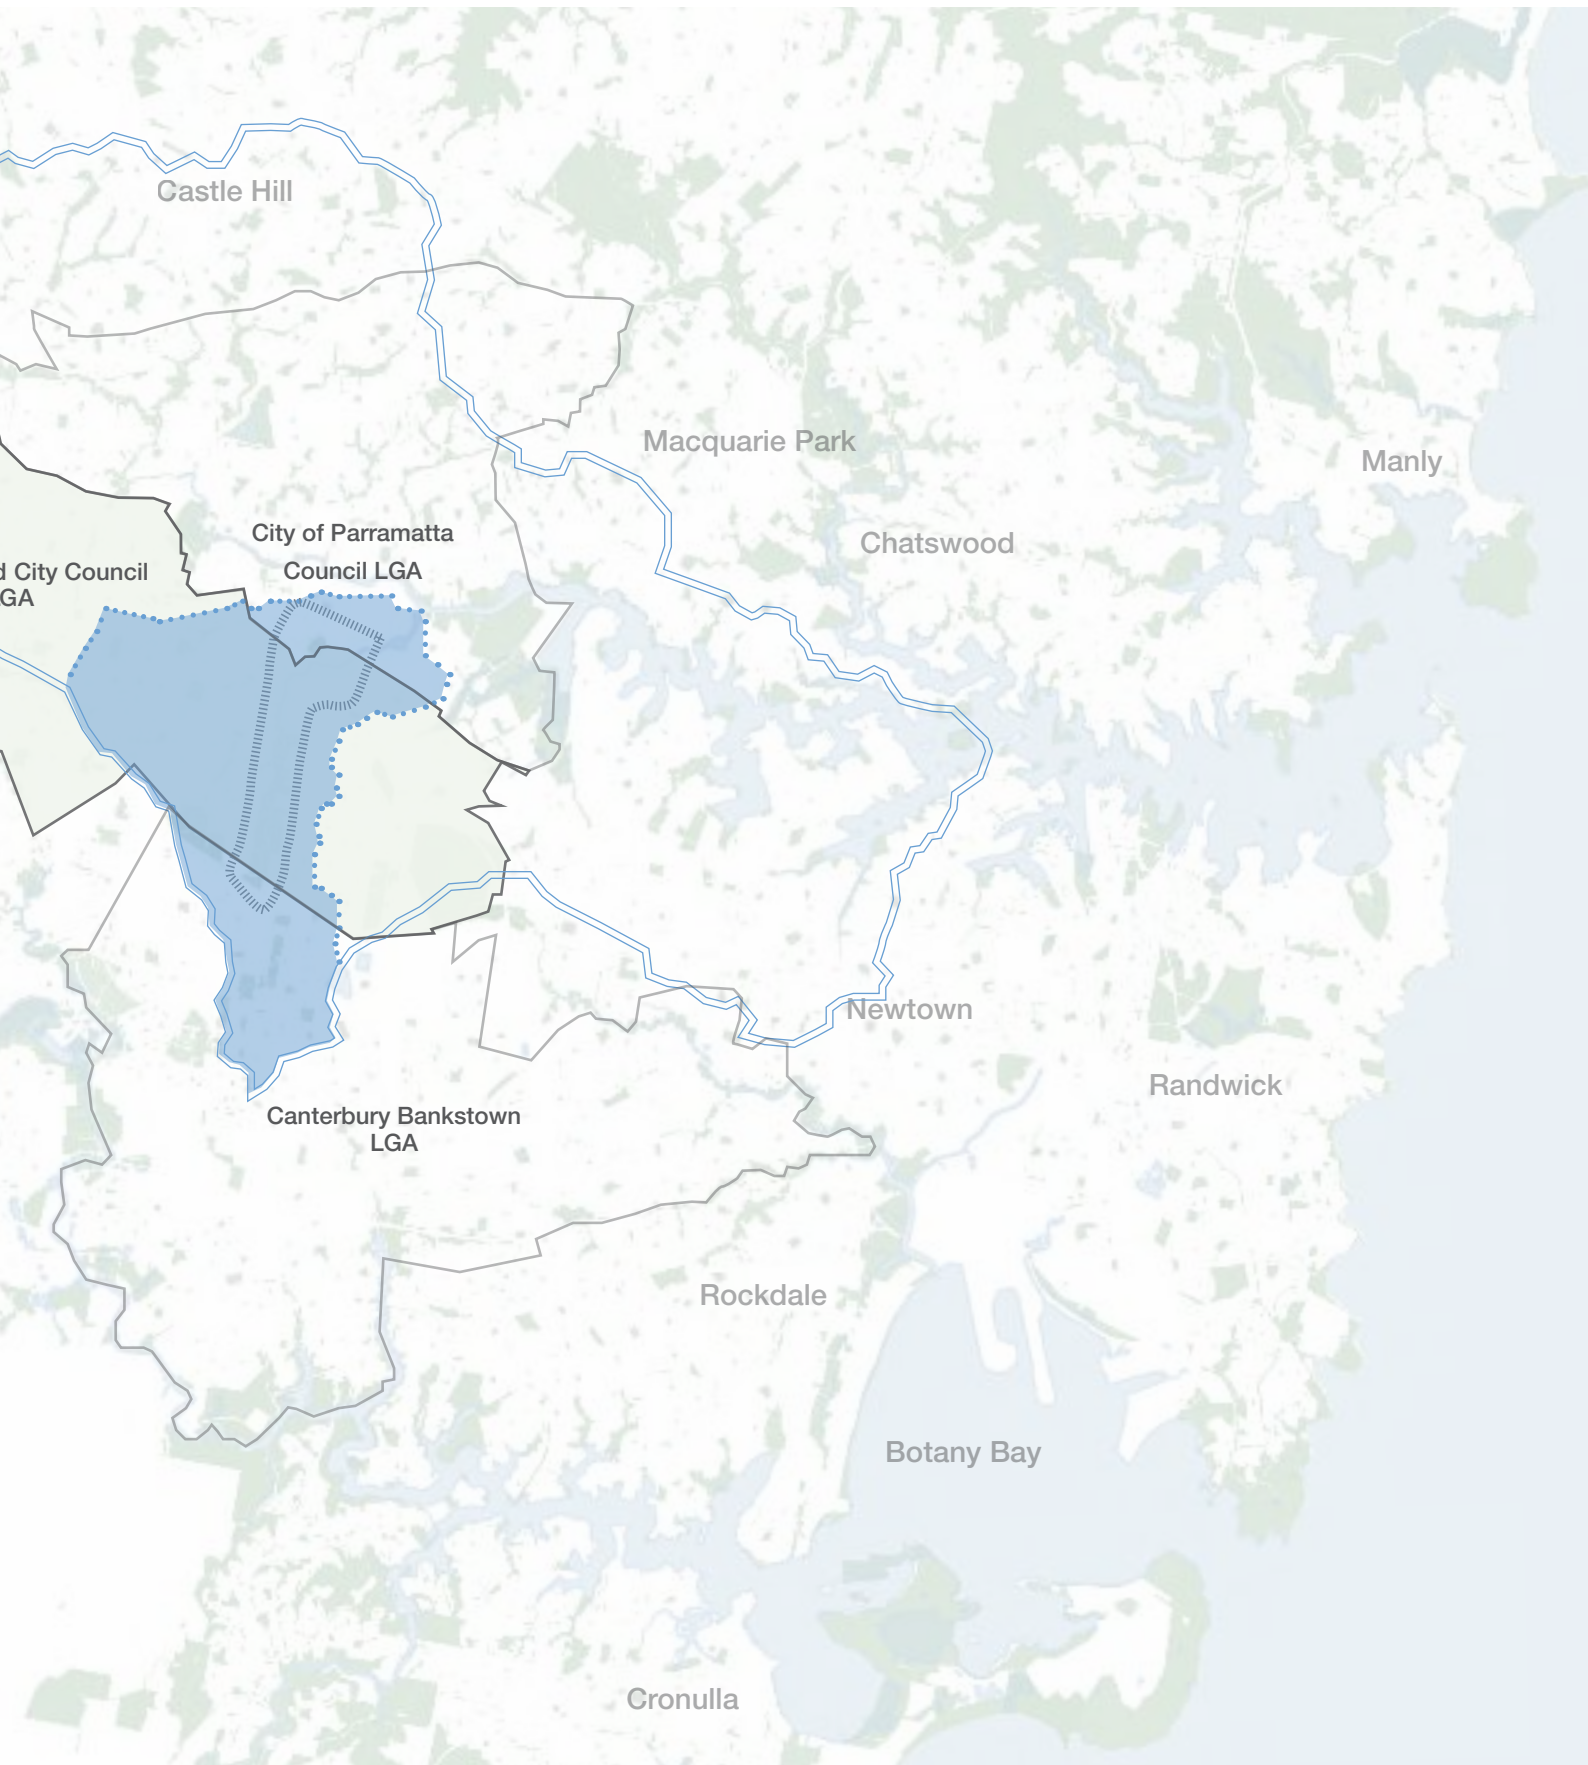 Castle Hill
Macquarie Park
Manly
City of Parramatta
Council LGA
Chatswood
City Council
GA
Newtown
Randwick
Canterbury Bankstown
LGA
Rockdale
Botany Bay
Cronulla